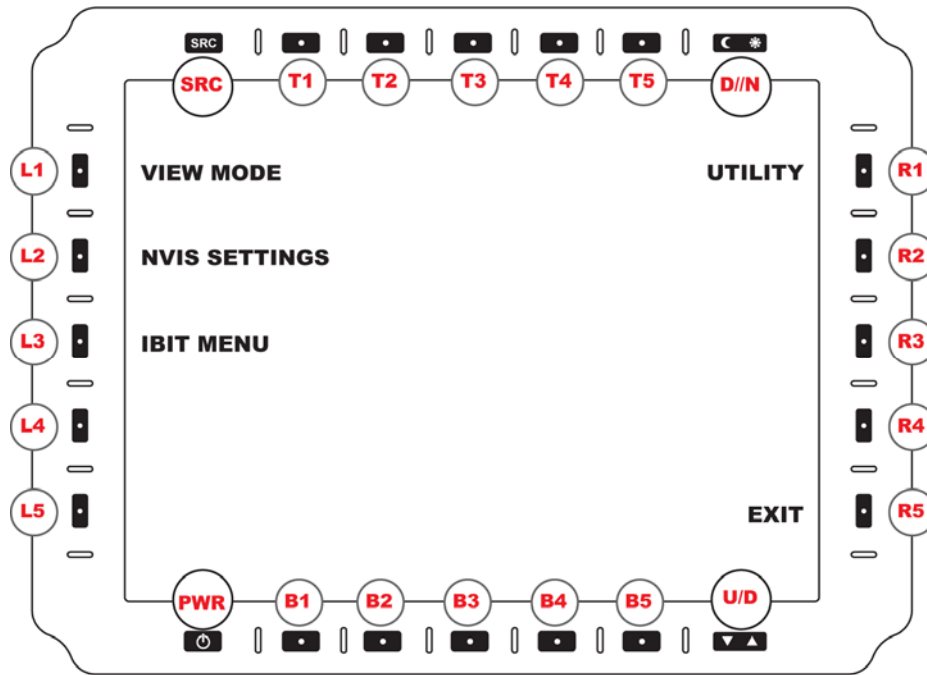 SRC
SRC T1 T2 T3 T4 T5 D//N
L1 VIEW MODE UTILITY R1
L2 NVIS SETTINGS R2
L3 IBIT MENU R3
L4 R4
L5 EXIT R5
PWR B1 B2 B3 B4 B5 U/D